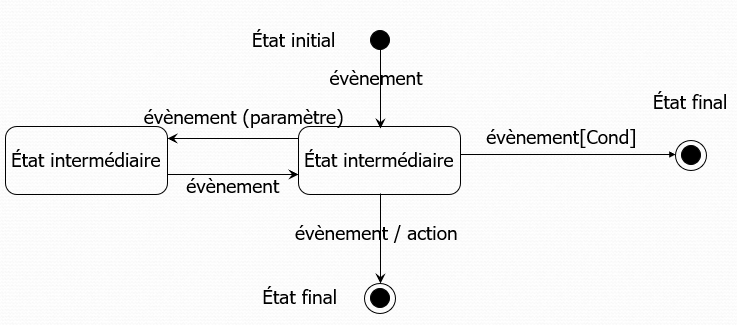 État initial
évènement
État final
évènement (paramètre)
évènement[Cond]
État intermédiaire
État intermédiaire
évènement
évènement / action
État final